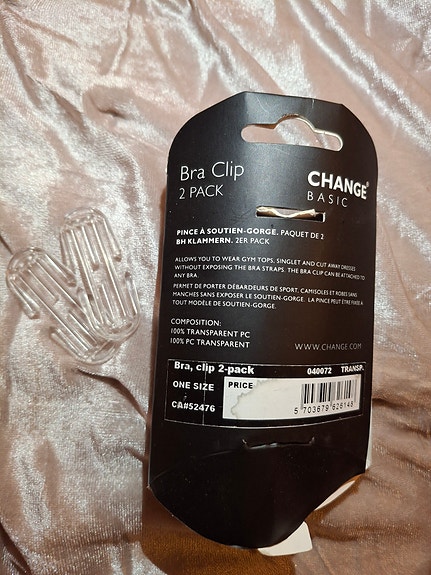 Bra Clip
2 PACK
CHANGE
BASIC
PINCE À SOUTIEN-GORGE. PAQUET DE 2
BH KLAMMERN. 2ER PACK
ALLOWS YOU TO WEAR GYM TOPS, SINGLET AND CUT AWAY DRESSES
WITHOUT EXPOSING THE BRA STRAPS. THE BRA CLIP CAN BE ATTACHED TO
ANY BRA.
PERMET DE PORTER DÉBARDEURS DE SPORT, CAMISOLES ET ROBES SANS
MANCHES SANS EXPOSER LE SOUTIEN-GORGE. LA PINCE PEUT ÊTRE FIXÉE À
TOUT MODÈLE DE SOUTIEN-GORGE.
COMPOSITION:
100% TRANSPARENT PC
100% PC TRANSPARENT
WWW.CHANGE.COM
Bra, clip 2-pack 040072 TRANSP.
ONE SIZE PRICE
CA#52476
5 703679 626148